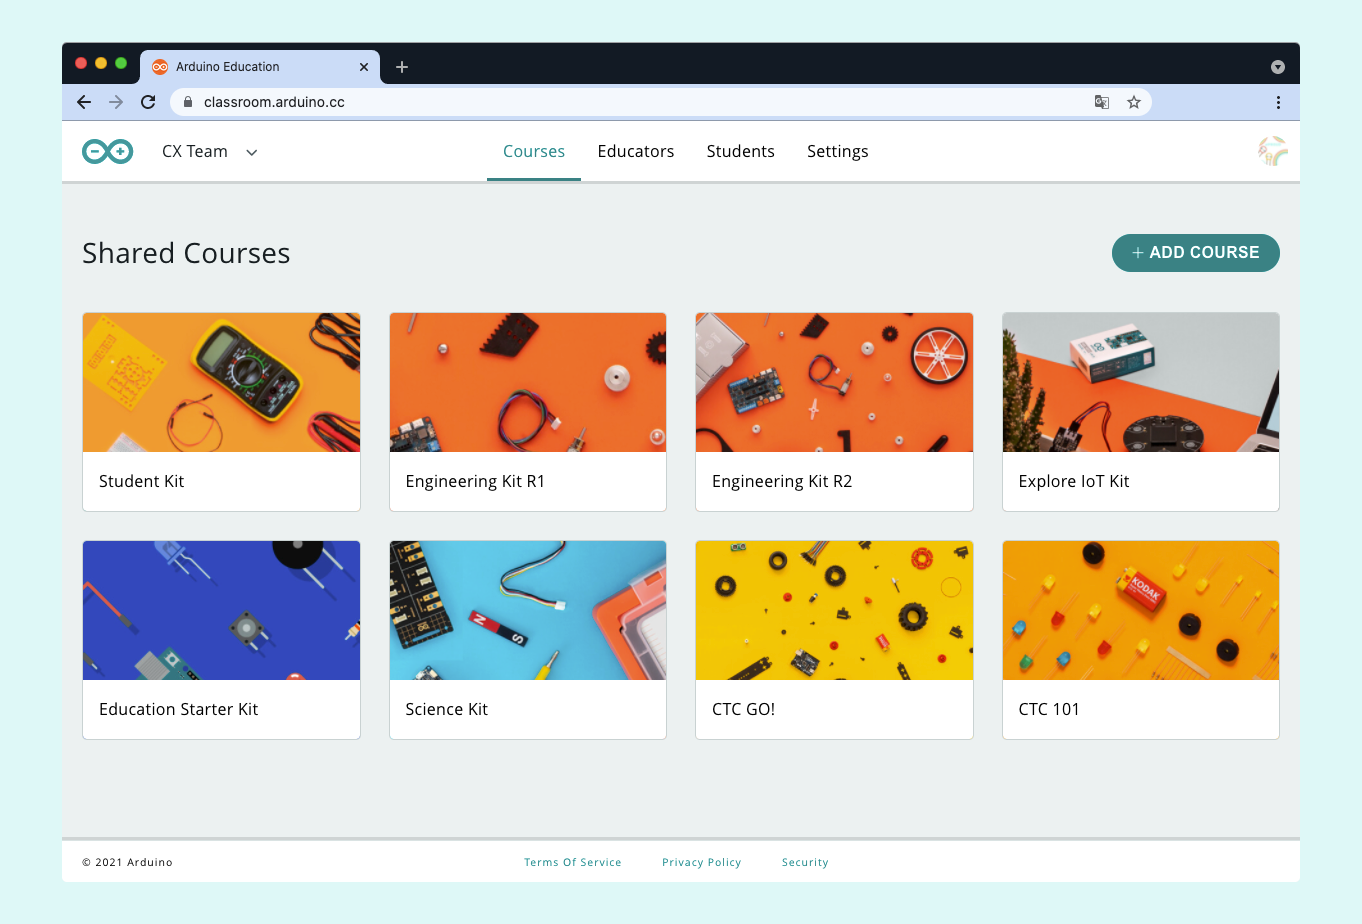 Arduino Education
classroom.arduino.cc
CX Team
Courses Educators Students Settings
Shared Courses
+ ADD COURSE
Student Kit
Engineering Kit R1
Engineering Kit R2
Explore IoT Kit
N
S
KODAK
Education Starter Kit
Science Kit
CTC GO!
CTC 101
© 2021 Arduino
Terms Of Service
Privacy Policy
Security